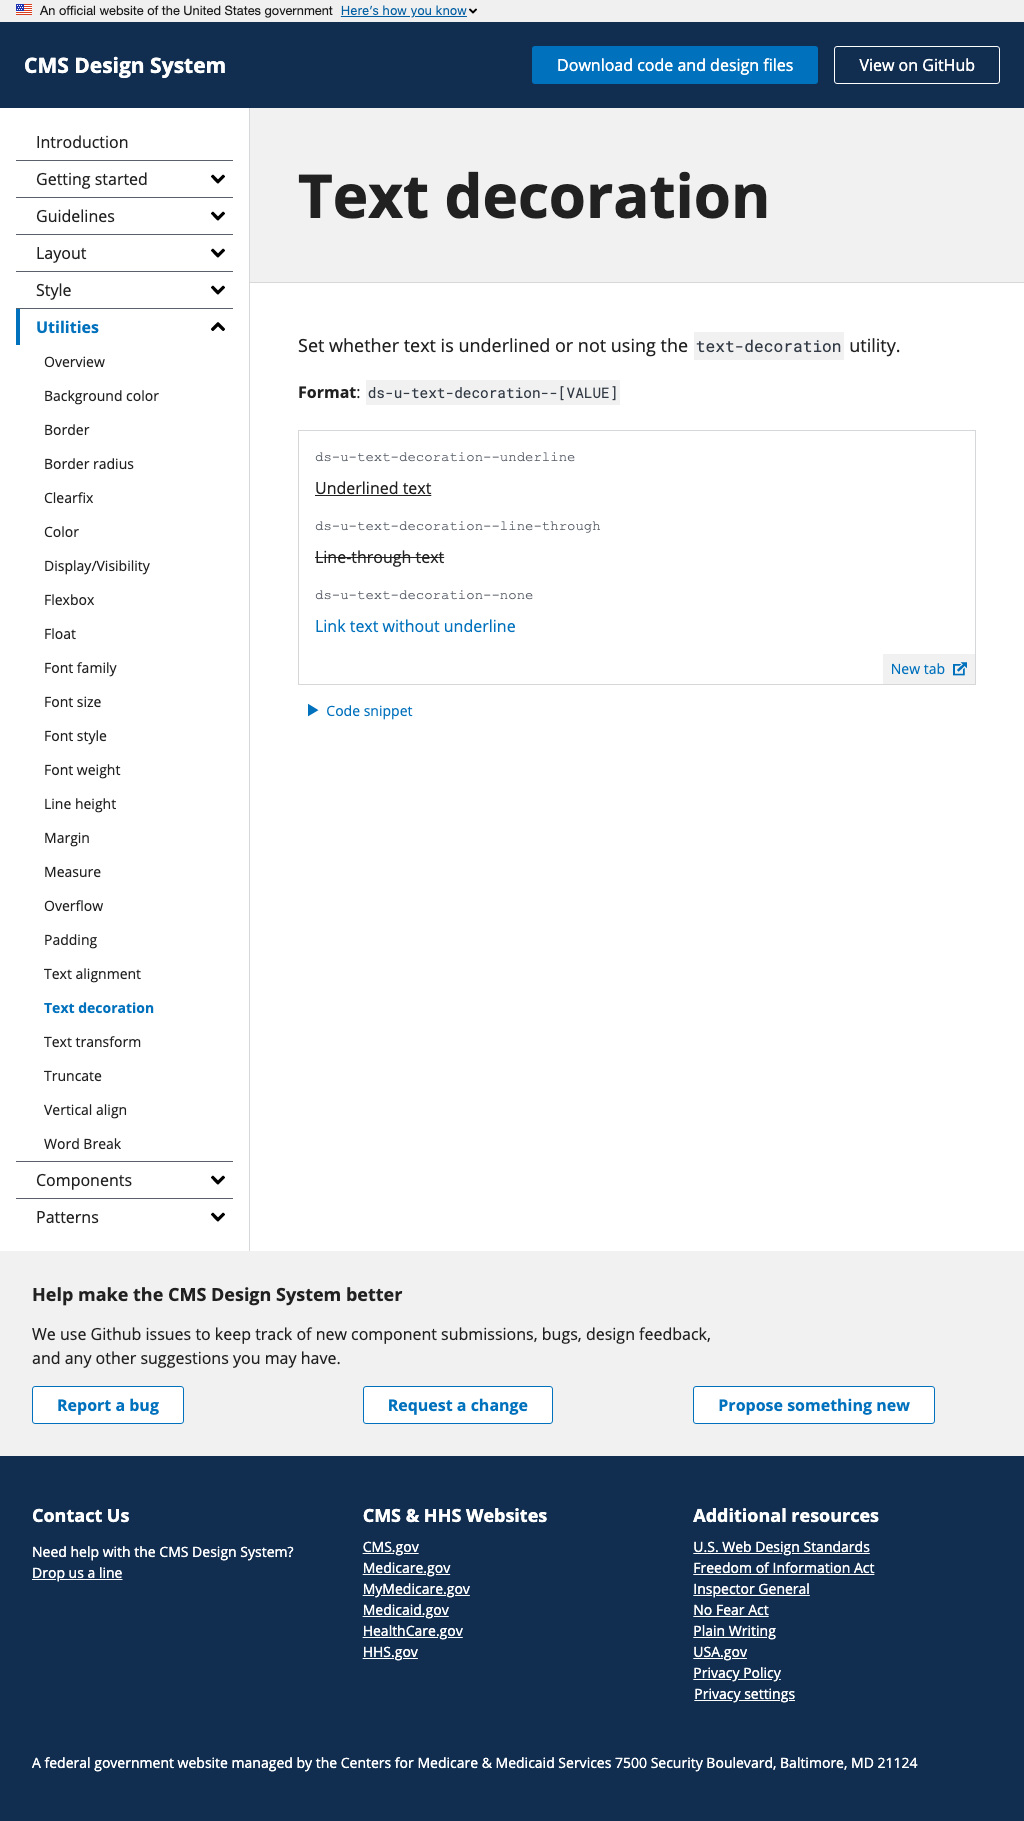 An official website of the United States government Here's how you know
CMS Design System
Download code and design files
View on GitHub
Introduction
Getting started
Guidelines
Layout
Style
Utilities
Overview
Background color
Border
Border radius
Clearfix
Color
Display/Visibility
Flexbox
Float
Font family
Font size
Font style
Font weight
Line height
Margin
Measure
Overflow
Padding
Text alignment
Text decoration
Text transform
Truncate
Vertical align
Word Break
Components
Patterns
Text decoration
Set whether text is underlined or not using the text-decoration utility.
Format: ds-u-text-decoration--[VALUE]
ds-u-text-decoration--underline
Underlined text
ds-u-text-decoration--line-through
Line-through text
ds-u-text-decoration--none
Link text without underline
New tab
Code snippet
Help make the CMS Design System better
We use Github issues to keep track of new component submissions, bugs, design feedback,
and any other suggestions you may have.
Report a bug
Request a change
Propose something new
Contact Us
Need help with the CMS Design System?
Drop us a line
CMS & HHS Websites
CMS.gov
Medicare.gov
MyMedicare.gov
Medicaid.gov
HealthCare.gov
HHS.gov
Additional resources
U.S. Web Design Standards
Freedom of Information Act
Inspector General
No Fear Act
Plain Writing
USA.gov
Privacy Policy
Privacy settings
A federal government website managed by the Centers for Medicare & Medicaid Services 7500 Security Boulevard, Baltimore, MD 21124